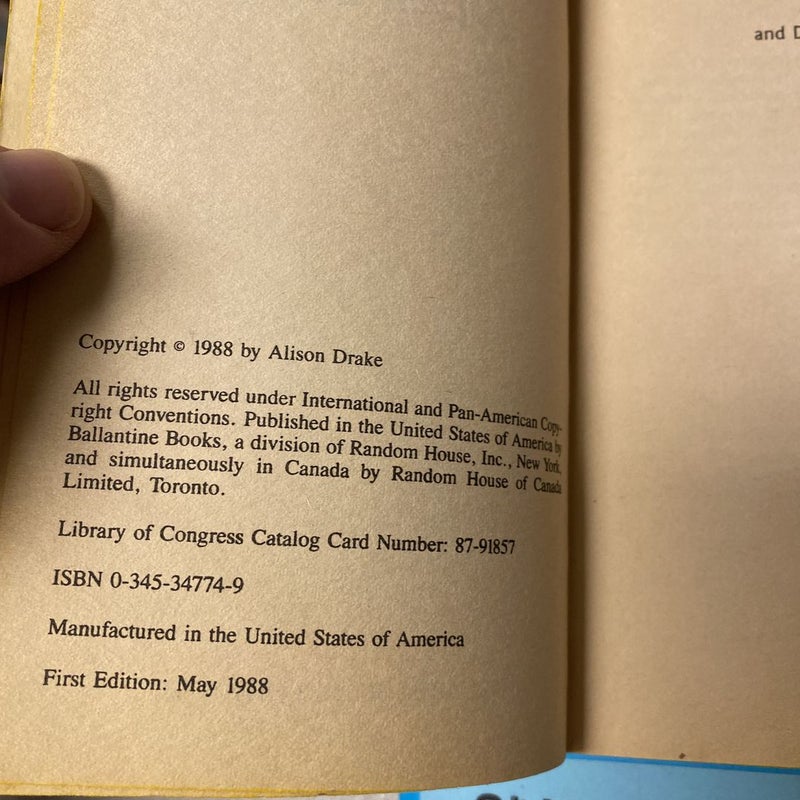 and
Copyright © 1988 by Alison Drake
All rights reserved under International and Pan-American Copy-
right Conventions. Published in the United States of America by
Ballantine Books, a division of Random House, Inc., New York,
and simultaneously in Canada by Random House of Canada
Limited, Toronto.
Library of Congress Catalog Card Number: 87-91857
ISBN 0-345-34774-9
Manufactured in the United States of America
First Edition: May 1988